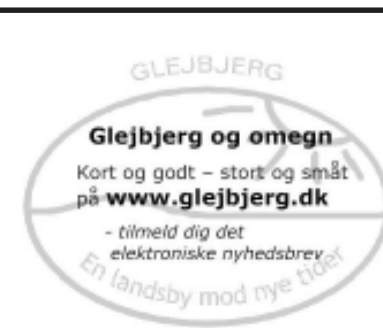 GLEJBJERG
Glejbjerg og omegn
Kort og godt – stort og småt
på www.glejbjerg.dk
- tilmeld dig det
elektroniske nyhedsbrev
En landsby mod nye tider